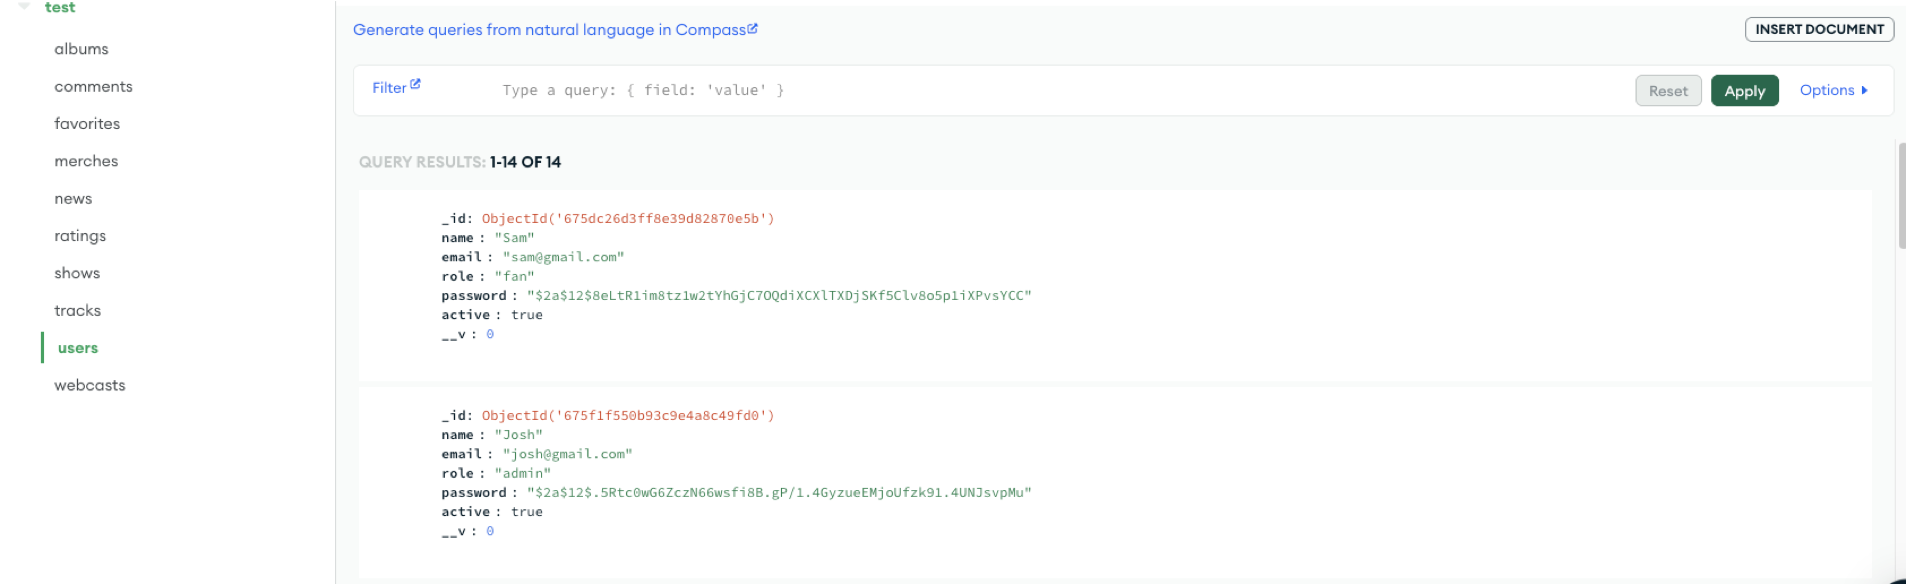 test
albums
comments
favorites
merches
news
ratings
shows
tracks
users
webcasts
Generate queries from natural language in Compass
INSERT DOCUMENT
Filter
Type a query: { field: 'value' }
Reset
Apply
Options
QUERY RESULTS: 1-14 OF 14
_id: ObjectId('675dc26d3ff8e39d82870e5b')
name : "Sam"
email : "sam@gmail.com"
role : "fan"
password : "$2a$12$8eLtR1im8tz1w2tYhGjC7OQdiXCXlTXDjSKf5Clv8o5p1iXPvsYCC"
active : true
__v : 0
_id: ObjectId('675f1f550b93c9e4a8c49fd0')
name : "Josh"
email : "josh@gmail.com"
role : "admin"
password : "$2a$12$.5Rtc0wG6ZczN66wsfi8B.gP/1.4GyzueEMjoUfzk91.4UNJsvpMu"
active : true
__v : 0